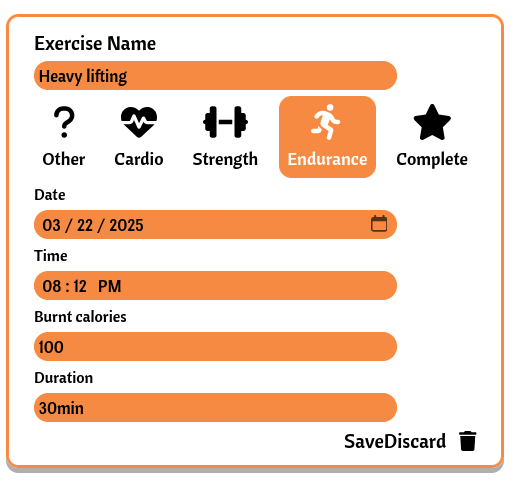 Exercise Name
Heavy lifting
Other Cardio Strength Endurance Complete
Date
03 / 22 / 2025
Time
08 : 12 PM
Burnt calories
100
Duration
30min
SaveDiscard